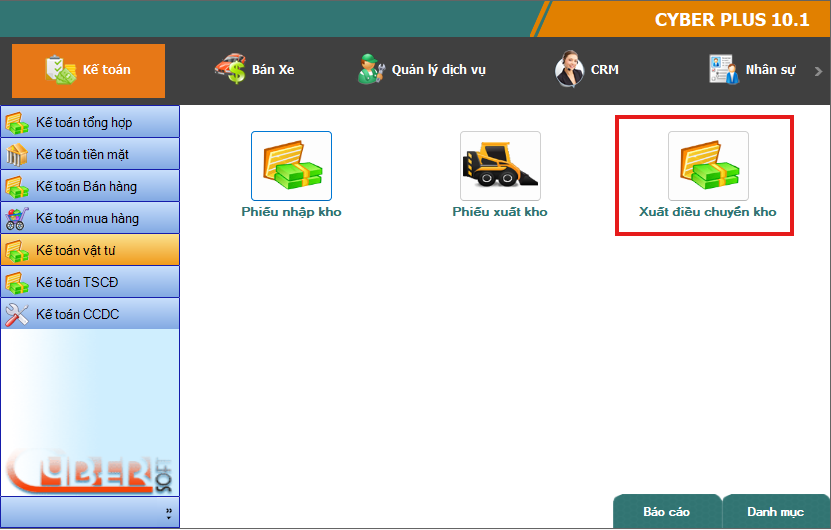 CYBER PLUS 10.1
Kế toán
Bán Xe
Quản lý dịch vụ
CRM
Nhân sự
Kế toán tổng hợp
Kế toán tiền mặt
Kế toán Bán hàng
Kế toán mua hàng
Kế toán vật tư
Kế toán TSCĐ
Kế toán CCDC
Phiếu nhập kho
Phiếu xuất kho
Xuất điều chuyển kho
CYBER SOFT
Báo cáo
Danh mục